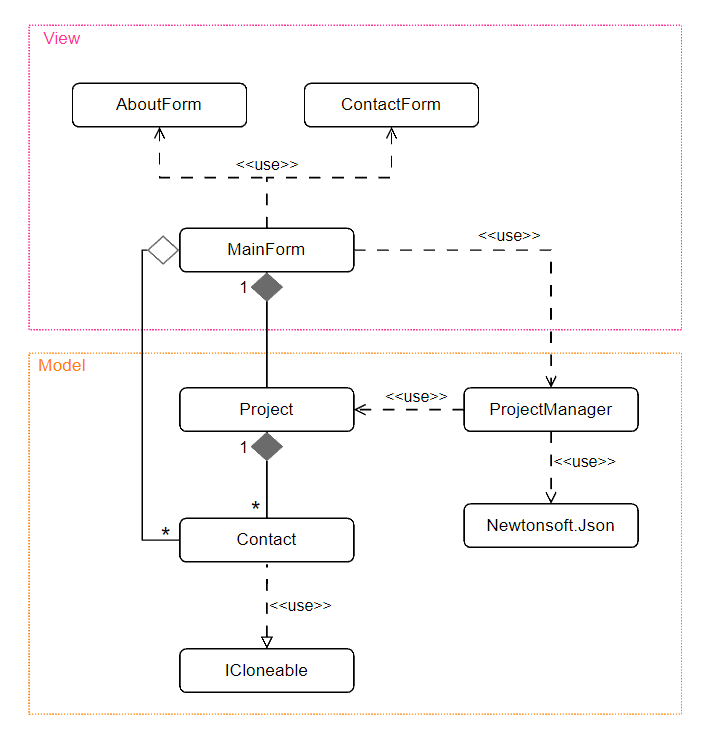 View
AboutForm
ContactForm
<<use>>
MainForm
<<use>>
1
Model
Project
<<use>>
ProjectManager
1
<<use>>
*
Newtonsoft.Json
*
Contact
<<use>>
ICloneable